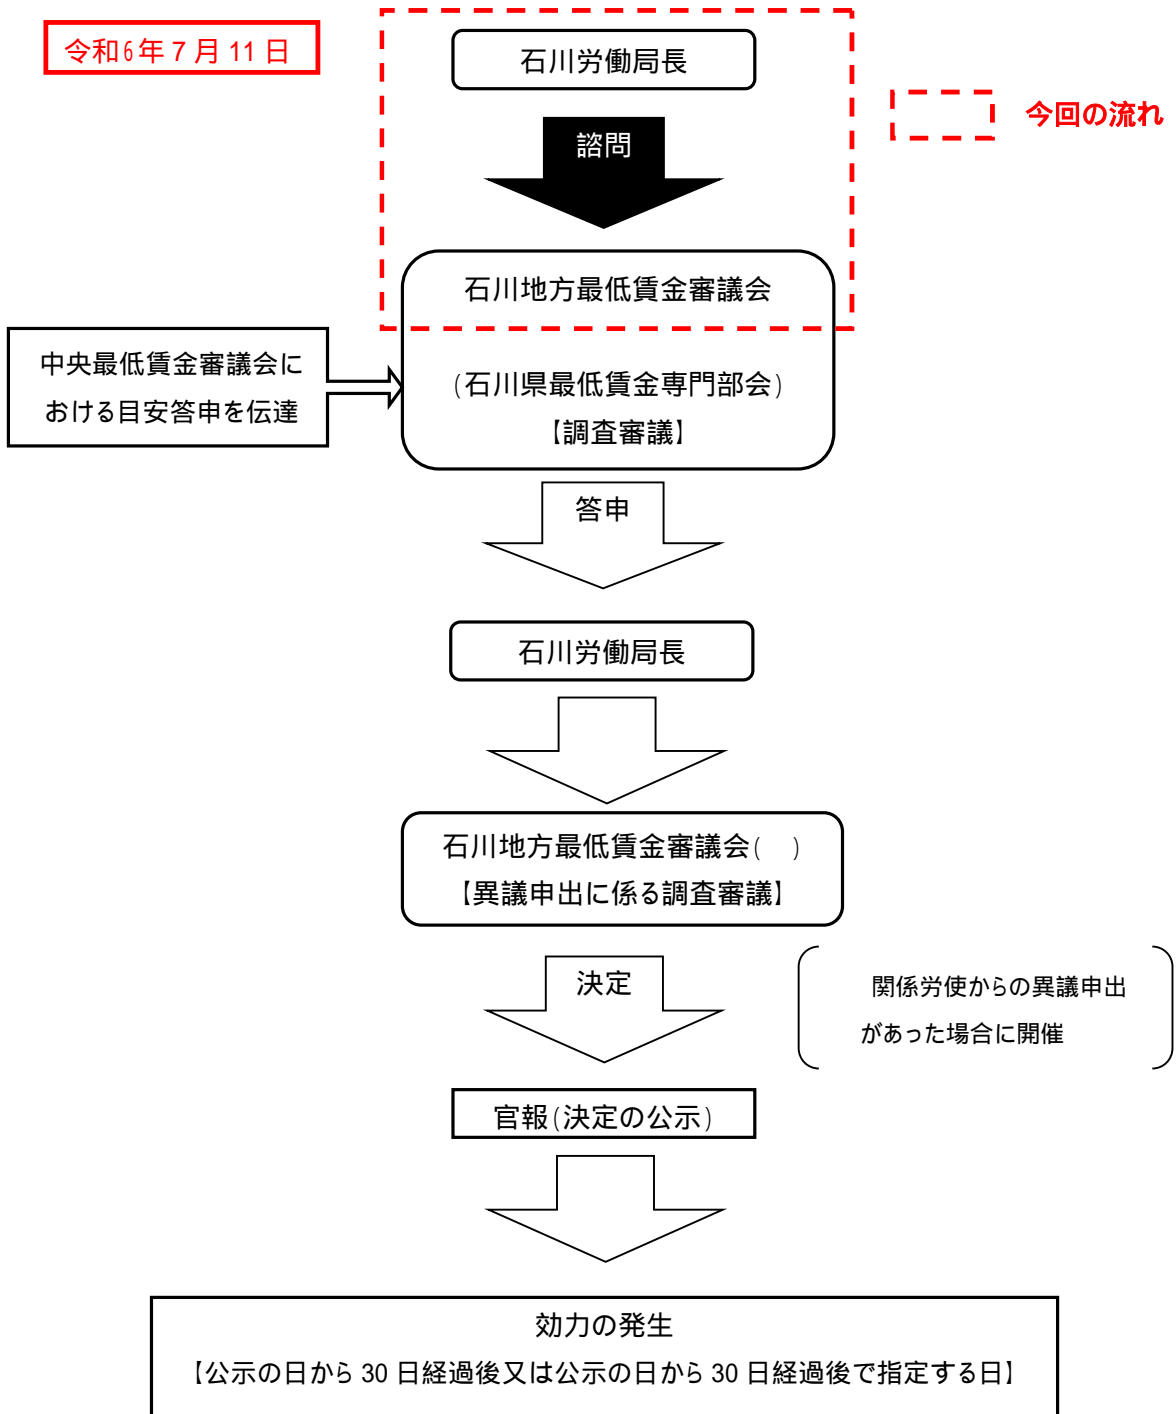 令和6年7月11日
石川労働局長
今回の流れ
諮問
石川地方最低賃金審議会
中央最低賃金審議会に
おける目安答申を伝達
(石川県最低賃金専門部会)
【調査審議】
答申
石川労働局長
石川地方最低賃金審議会(　)
【異議申出に係る調査審議】
決定
関係労使からの異議申出
があった場合に開催
官報(決定の公示)
効力の発生
【公示の日から30日経過後又は公示の日から30日経過後で指定する日】